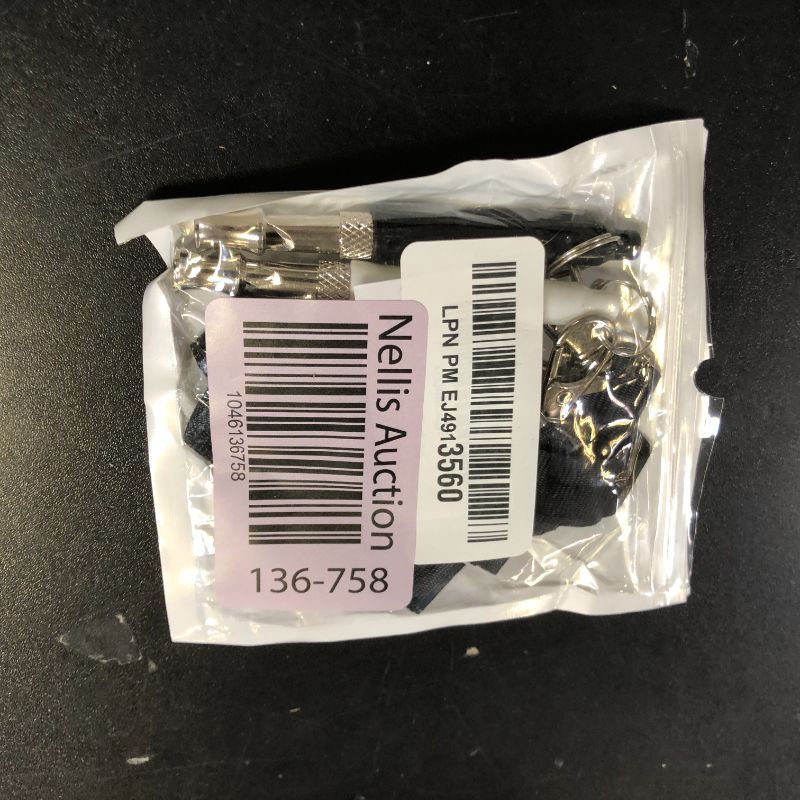 Nellis Auction
1046136758
136-758
LPN PM EJ4913560